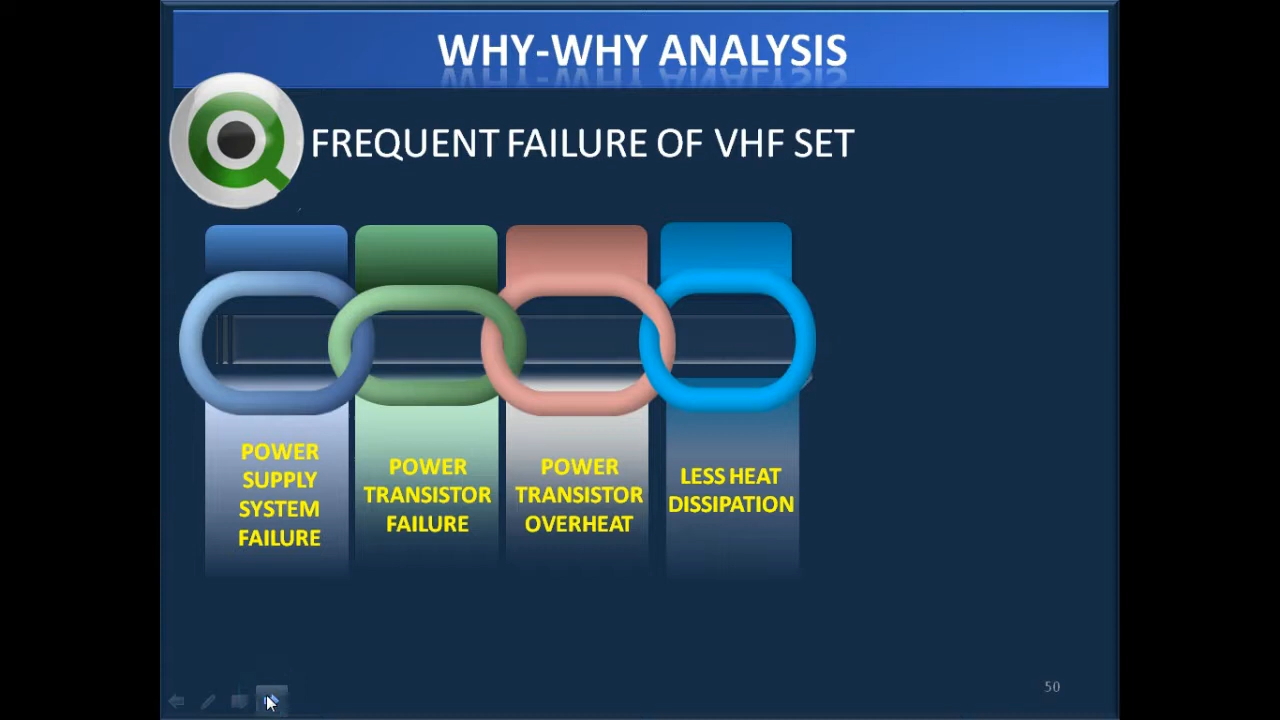 WHY-WHY ANALYSIS
FREQUENT FAILURE OF VHF SET
POWER
SUPPLY
SYSTEM
FAILURE
POWER
TRANSISTOR
FAILURE
POWER
TRANSISTOR
OVERHEAT
LESS HEAT
DISSIPATION
50